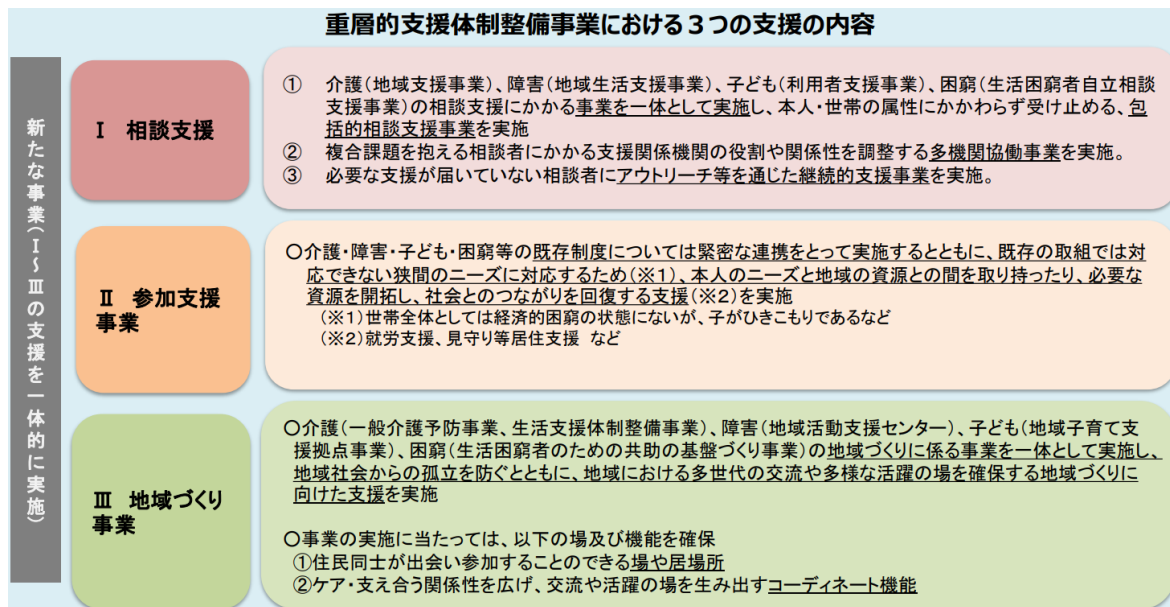 重層的支援体制整備事業における3つの支援の内容
新たな事業（Ⅰ～Ⅲの支援を一体的に実施）
Ⅰ　相談支援
①　介護（地域支援事業）、障害（地域生活支援事業）、子ども（利用者支援事業）、困窮（生活困窮者自立相談
支援事業）の相談支援にかかる事業を一体として実施し、本人・世帯の属性にかかわらず受け止める、包
括的相談支援事業を実施
②　複合課題を抱える相談者にかかる支援関係機関の役割や関係性を調整する多機関協働事業を実施。
③　必要な支援が届いていない相談者にアウトリーチ等を通じた継続的支援事業を実施。
Ⅱ　参加支援
事業
〇介護・障害・子ども・困窮等の既存制度については緊密な連携をとって実施するとともに、既存の取組では対
応できない狭間のニーズに対応するため（※１）、本人のニーズと地域の資源との間を取り持ったり、必要な
資源を開拓し、社会とのつながりを回復する支援（※２）を実施
（※１）世帯全体としては経済的困窮の状態にないが、子がひきこもりであるなど
（※２）就労支援、見守り等居住支援　など
Ⅲ　地域づくり
事業
〇介護（一般介護予防事業、生活支援体制整備事業）、障害（地域活動支援センター）、子ども（地域子育て支
援拠点事業）、困窮（生活困窮者のための共助の基盤づくり事業）の地域づくりに係る事業を一体として実施し、
地域社会からの孤立を防ぐとともに、地域における多世代の交流や多様な活躍の場を確保する地域づくりに
向けた支援を実施
〇事業の実施に当たっては、以下の場及び機能を確保
①住民同士が出会い参加することのできる場や居場所
②ケア・支え合う関係性を広げ、交流や活躍の場を生み出すコーディネート機能